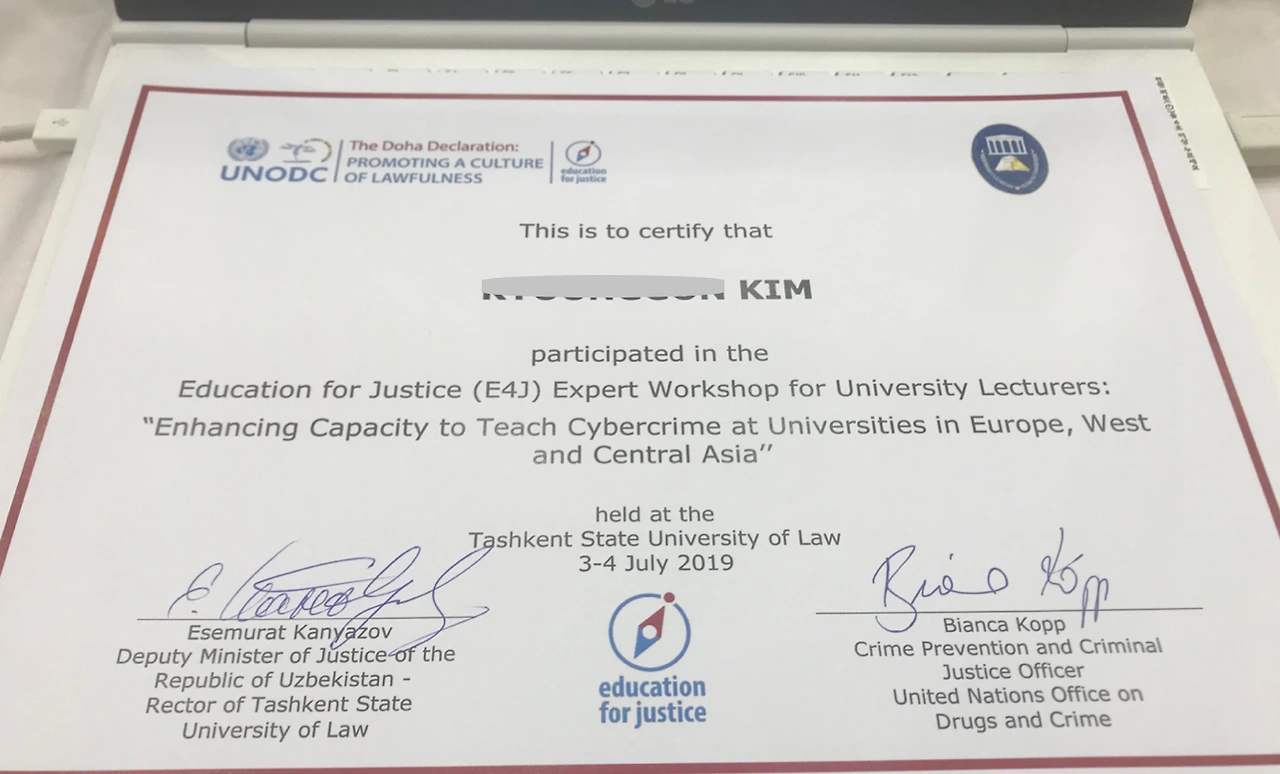 UNODC
The Doha Declaration:
PROMOTING A CULTURE
OF LAWFULNESS
education
for justice
This is to certify that
KIM
participated in the
Education for Justice (E4J) Expert Workshop for University Lecturers:
“Enhancing Capacity to Teach Cybercrime at Universities in Europe, West
and Central Asia”
held at the
Tashkent State University of Law
3-4 July 2019
Esemurat Kanyazov
Deputy Minister of Justice of the
Republic of Uzbekistan -
Rector of Tashkent State
University of Law
education
for justice
Bianca Kopp
Bianca Kopp
Crime Prevention and Criminal
Justice Officer
United Nations Office on
Drugs and Crime